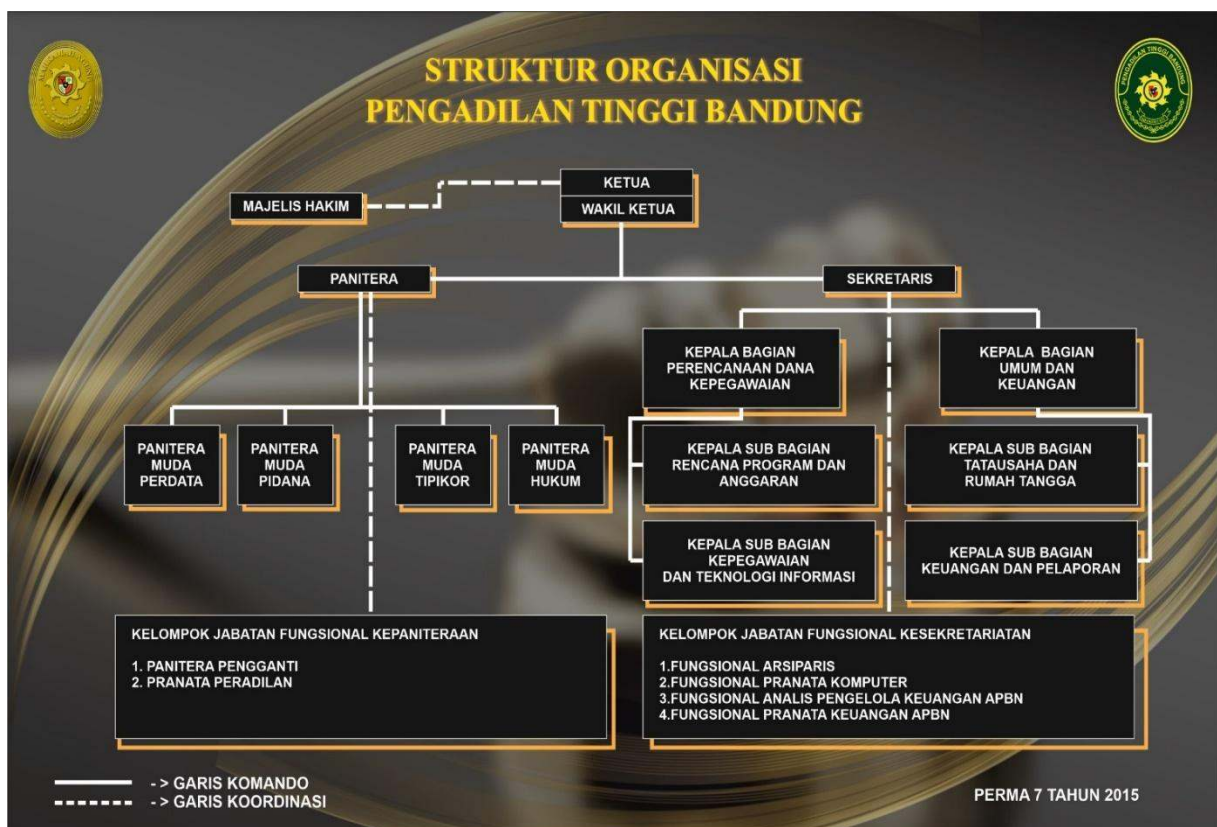 STRUKTUR ORGANISASI
PENGADILAN TINGGI BANDUNG
PENGADILAN TINGGI BANDUNG
KETUA
WAKIL KETUA
MAJELIS HAKIM
PANITERA
SEKRETARIS
KEPALA BAGIAN
PERENCANAAN DANA
KEPEGAWAIAN
KEPALA BAGIAN
UMUM DAN
KEUANGAN
PANITERA
MUDA
PERDATA
PANITERA
MUDA
PIDANA
PANITERA
MUDA
TIPIKOR
PANITERA
MUDA
HUKUM
KEPALA SUB BAGIAN
RENCANA PROGRAM DAN
ANGGARAN
KEPALA SUB BAGIAN
TATAUSAHA DAN
RUMAH TANGGA
KEPALA SUB BAGIAN
KEPEGAWAIAN
DAN TEKNOLOGI INFORMASI
KEPALA SUB BAGIAN
KEUANGAN DAN PELAPORAN
KELOMPOK JABATAN FUNGSIONAL KEPANITERAAN
1. PANITERA PENGGANTI
2. PRANATA PERADILAN
KELOMPOK JABATAN FUNGSIONAL KESEKRETARIATAN
1.FUNGSIONAL ARSIPARIS
2.FUNGSIONAL PRANATA KOMPUTER
3.FUNGSIONAL ANALIS PENGELOLA KEUANGAN APBN
4.FUNGSIONAL PRANATA KEUANGAN APBN
- > GARIS KOMANDO
- > GARIS KOORDINASI
PERMA 7 TAHUN 2015